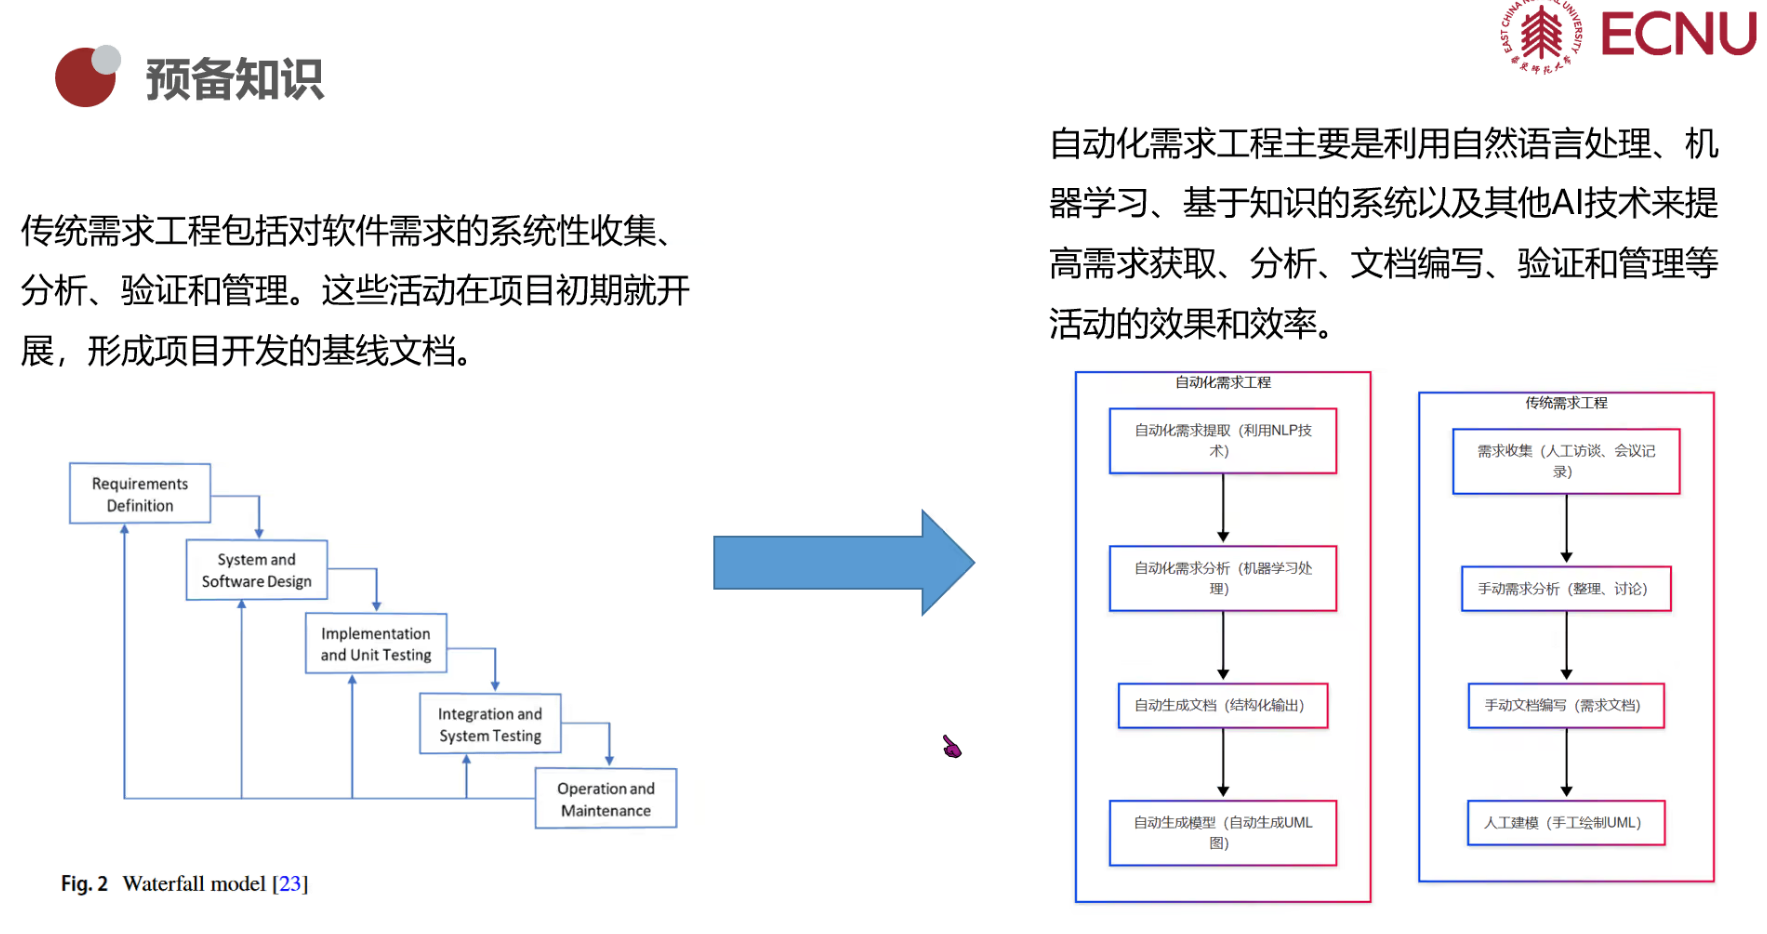 预备知识
EAST CHINA NORMAL UNIVERSITY
华东师范大学
ECNU
传统需求工程包括对软件需求的系统性收集、
分析、验证和管理。这些活动在项目初期就开
展，形成项目开发的基线文档。
Requirements
Definition
System and
Software Design
Implementation
and Unit Testing
Integration and
System Testing
Operation and
Maintenance
Fig. 2 Waterfall model [23]
自动化需求工程主要是利用自然语言处理、机
器学习、基于知识的系统以及其他AI技术来提
高需求获取、分析、文档编写、验证和管理等
活动的效果和效率。
自动化需求工程
自动化需求提取（利用NLP技
术）
自动化需求分析（机器学习处
理）
自动生成文档（结构化输出）
自动生成模型（自动生成UML
图）
传统需求工程
需求收集（人工访谈、会议记
录）
手动需求分析（整理、讨论）
手动文档编写（需求文档）
人工建模（手工绘制UML）